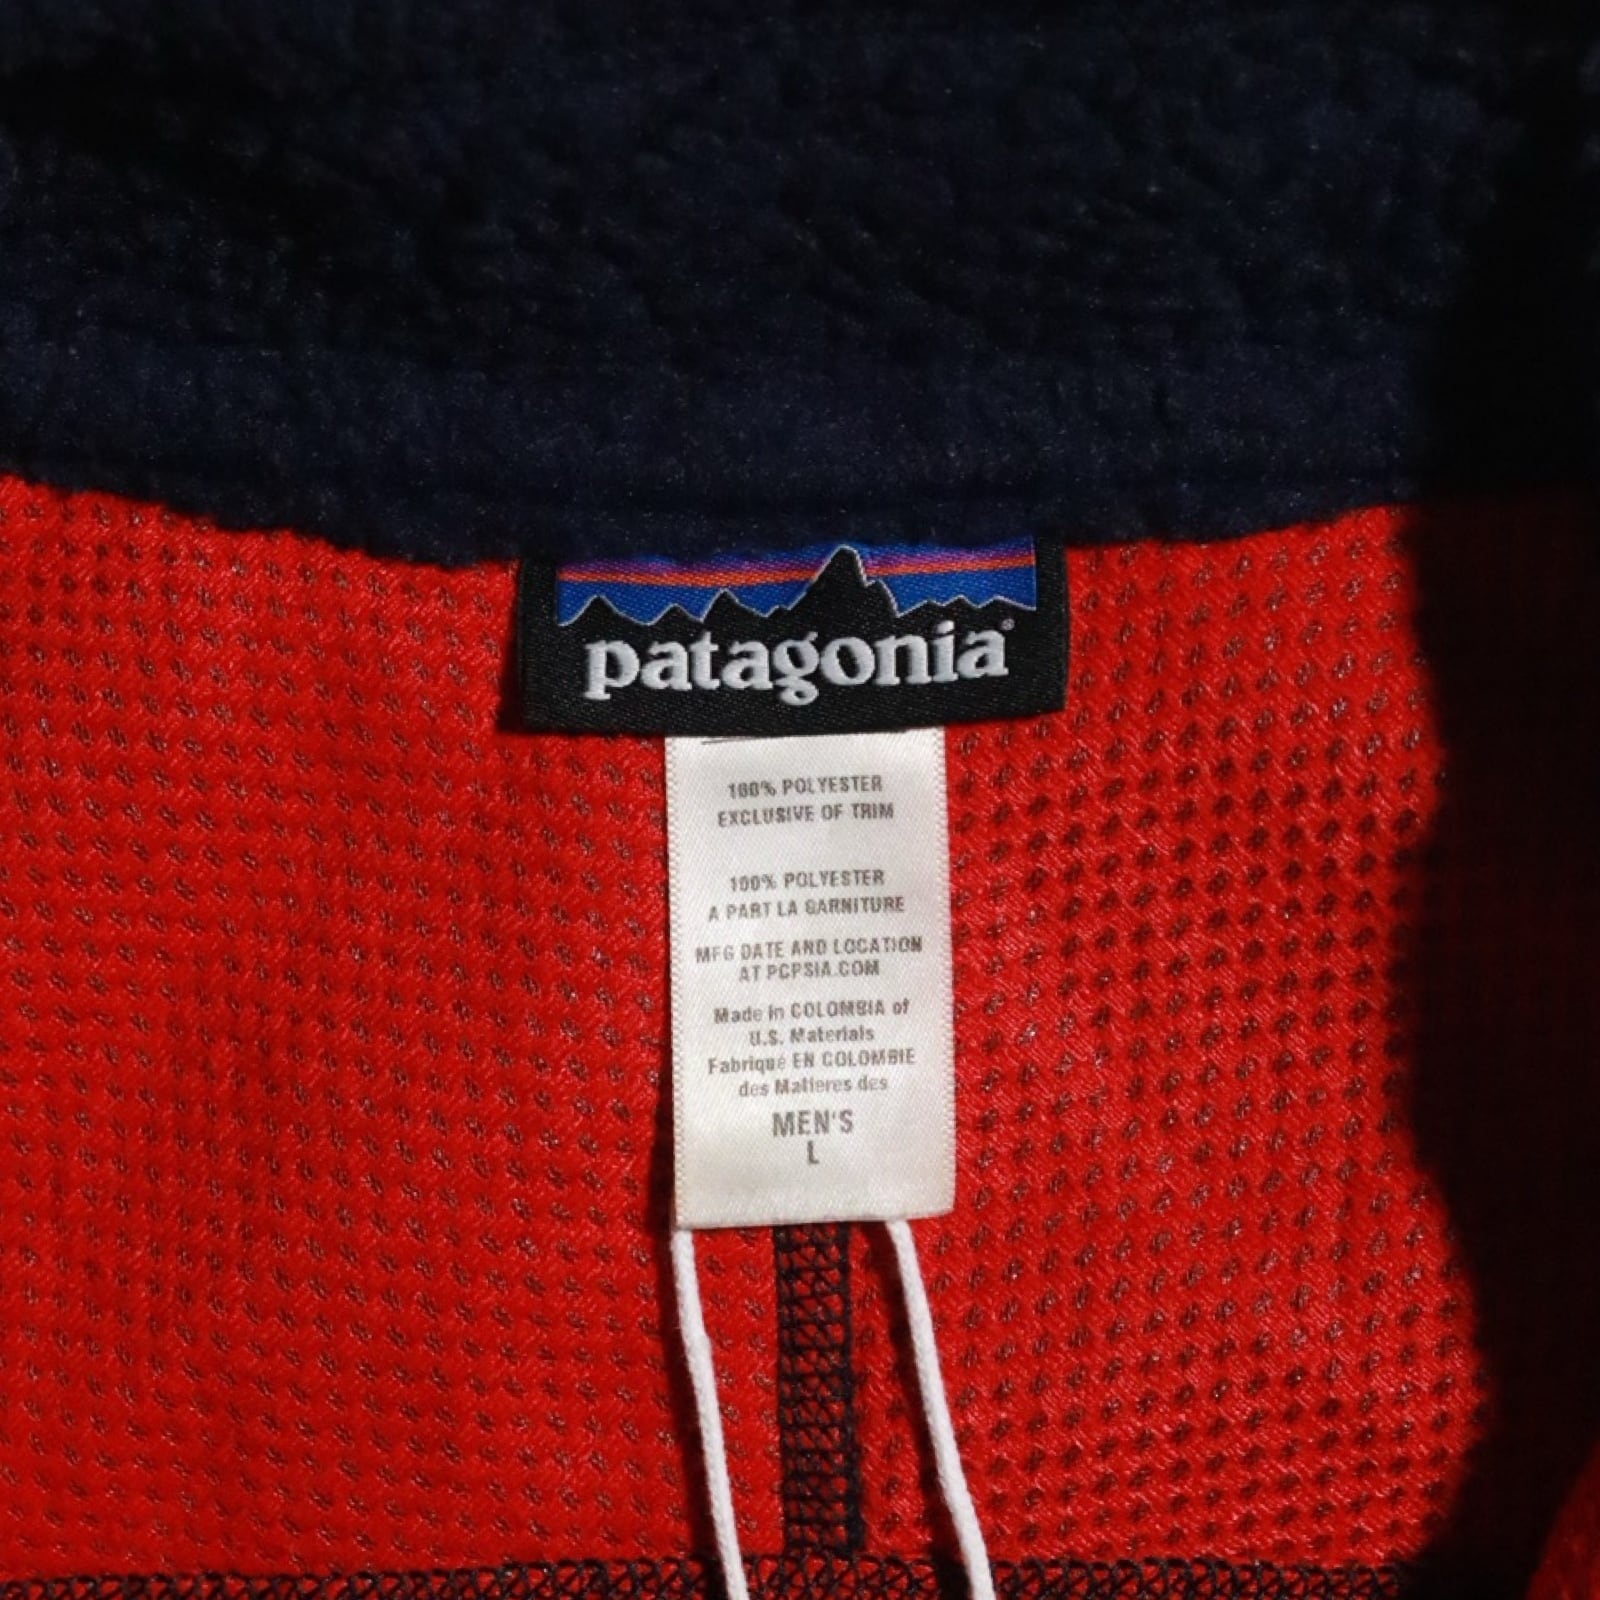 patagonia®
100% POLYESTER
EXCLUSIVE OF TRIM
100% POLYESTER
A PART LA GARNITURE
MFG DATE AND LOCATION
AT PCPSIA.COM
Made in COLOMBIA of
U.S. Materials
Fabriqué EN COLOMBIE
des Matieres des
MEN'S
L